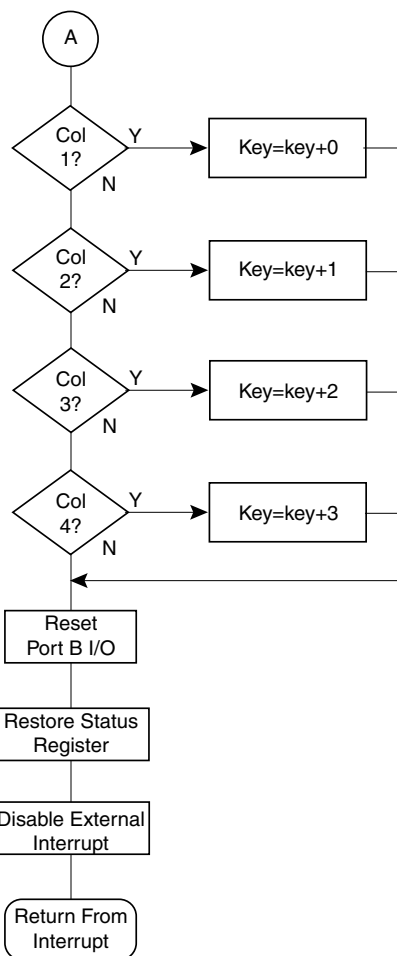 A
Col
1?
Y
N
Key=key+0
Col
2?
Y
N
Key=key+1
Col
3?
Y
N
Key=key+2
Col
4?
Y
N
Key=key+3
Reset
Port B I/O
Restore Status
Register
Disable External
Interrupt
Return From
Interrupt